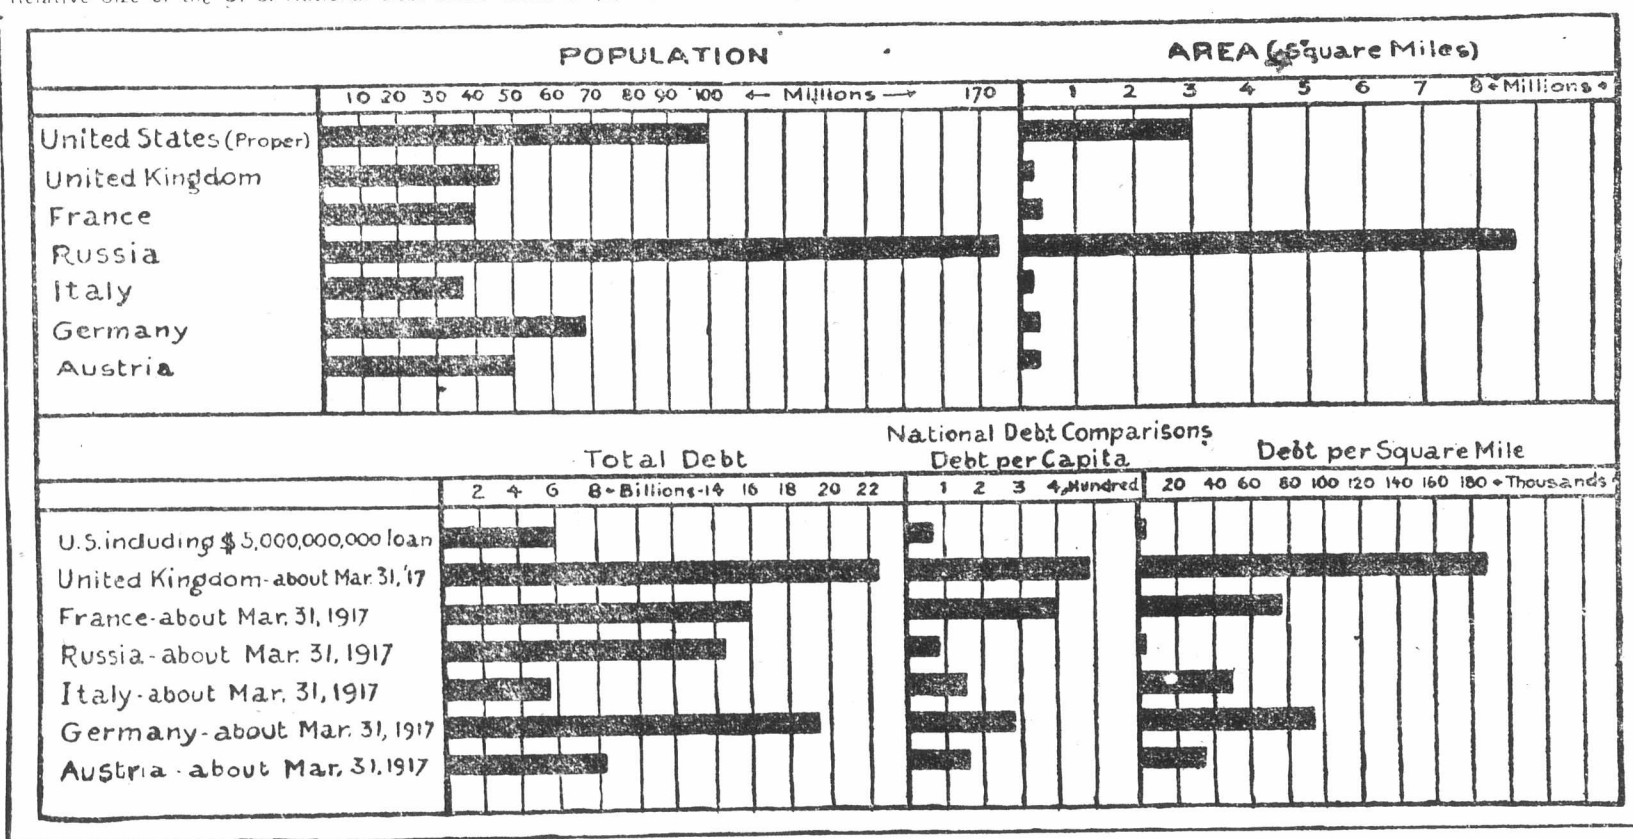 Relative Size of the
POPULATION
AREA (Square Miles)
10 20 30 40 50 60 70 80 90 100 ← Millions → 170
1 2 3 4 5 6 7 8 Millions
United States (Proper)
United Kingdom
France
Russia
Italy
Germany
Austria
National Debt Comparisons
Total Debt
Debt per Capita
Debt per Square Mile
2 4 6 8 - Billions - 14 16 18 20 22
1 2 3 4, Hundred
20 40 60 80 100 120 140 160 180 Thousands
U.S. including $5,000,000,000 loan
United Kingdom - about Mar. 31, '17
France - about Mar. 31, 1917
Russia - about Mar. 31, 1917
Italy - about Mar. 31, 1917
Germany - about Mar. 31, 1917
Austria - about Mar. 31, 1917